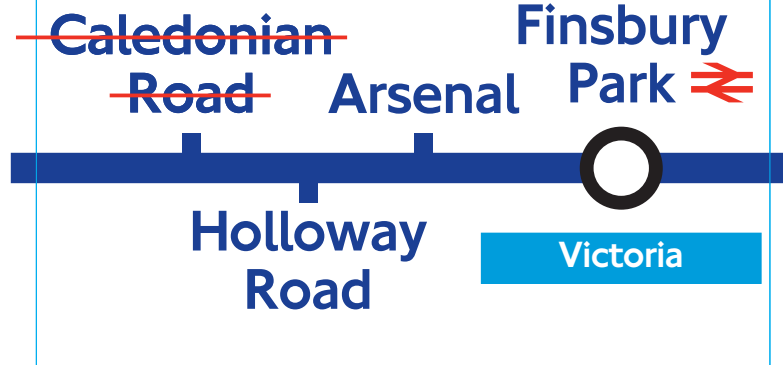 Caledonian
Road
Holloway
Road
Arsenal
Finsbury
Park
Victoria